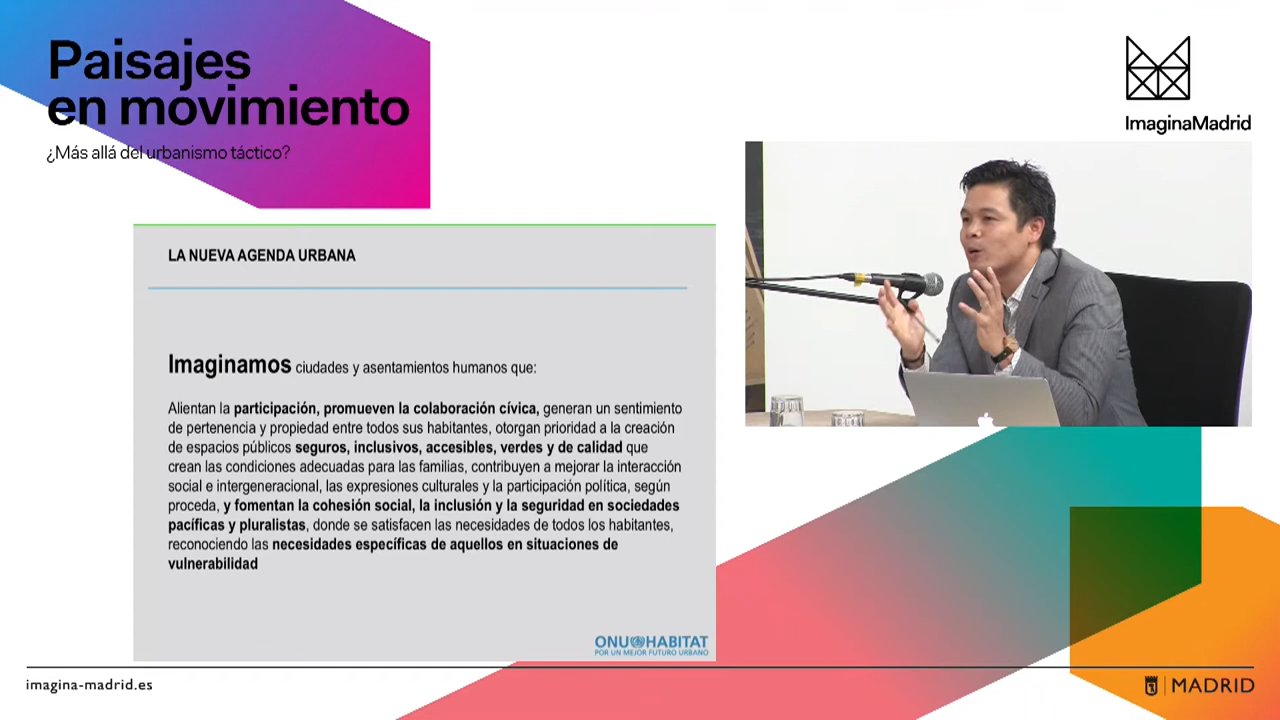 Paisajes
en movimiento
¿Más allá del urbanismo táctico?
ImaginaMadrid
LA NUEVA AGENDA URBANA
Imaginamos ciudades y asentamientos humanos que:
Alientan la participación, promueven la colaboración cívica, generan un sentimiento
de pertenencia y propiedad entre todos sus habitantes, otorgan prioridad a la creación
de espacios públicos seguros, inclusivos, accesibles, verdes y de calidad que
crean las condiciones adecuadas para las familias, contribuyen a mejorar la interacción
social e intergeneracional, las expresiones culturales y la participación política, según
proceda, y fomentan la cohesión social, la inclusión y la seguridad en sociedades
pacíficas y pluralistas, donde se satisfacen las necesidades de todos los habitantes,
reconociendo las necesidades específicas de aquellos en situaciones de
vulnerabilidad
ONU HABITAT
POR UN MEJOR FUTURO URBANO
imagina-madrid.es
MADRID